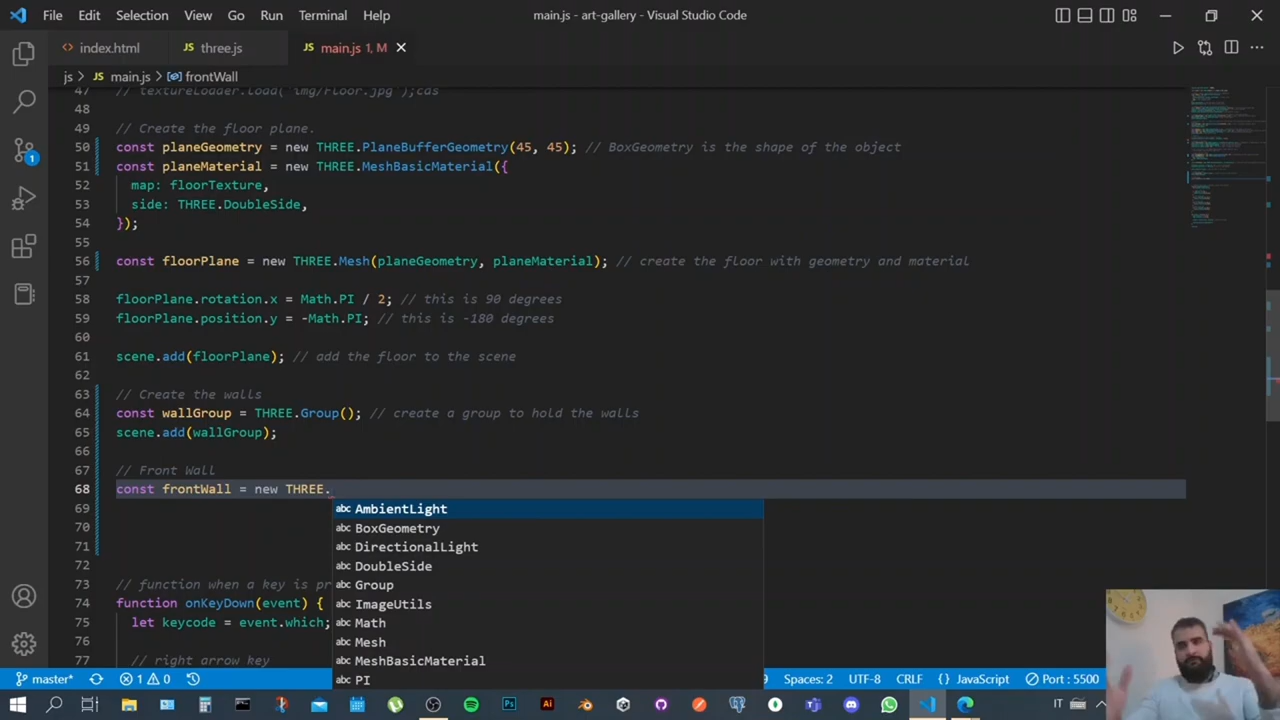 File Edit Selection View Go Run Terminal Help
main.js - art-gallery - Visual Studio Code
index.html
JS three.js
JS main.js 1, M
js > JS main.js > frontWall
47 // textureLoader.load( 'img/Floor.jpg');cds
48
49 // Create the floor plane.
50 const planeGeometry = new THREE.PlaneBufferGeometry(45, 45); // BoxGeometry is the shape of the object
51 const planeMaterial = new THREE.MeshBasicMaterial({
52 map: floorTexture,
53 side: THREE.DoubleSide,
54 });
55
56 const floorPlane = new THREE.Mesh(planeGeometry, planeMaterial); // create the floor with geometry and material
57
58 floorPlane.rotation.x = Math.PI / 2; // this is 90 degrees
59 floorPlane.position.y = -Math.PI; // this is -180 degrees
60
61 scene.add(floorPlane); // add the floor to the scene
62
63 // Create the walls
64 const wallGroup = THREE.Group(); // create a group to hold the walls
65 scene.add(wallGroup);
66
67 // Front Wall
68 const frontWall = new THREE.
69 abc AmbientLight
abc BoxGeometry
70 abc DirectionalLight
71 abc DoubleSide
72 abc Group
73 // function when a key is pr
abc ImageUtils
74 function onKeyDown(event) {
abc Math
75 let keycode = event.which;
abc Mesh
76
77 // right arrow key
abc MeshBasicMaterial
abc PI
1
master* 1 0 Spaces: 2 UTF-8 CRLF {} JavaScript Port : 5500
IT